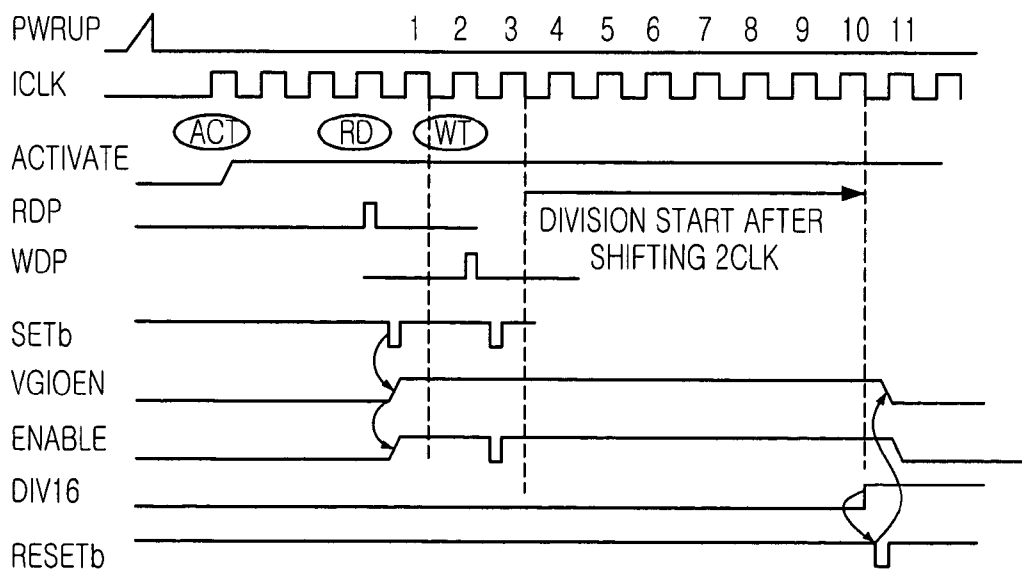 PWRUP 1 2 3 4 5 6 7 8 9 10 11
ICLK
ACT RD WT
ACTIVATE
RDP
DIVISION START AFTER
SHIFTING 2CLK
WDP
SETb
VGIOEN
ENABLE
DIV16
RESETb